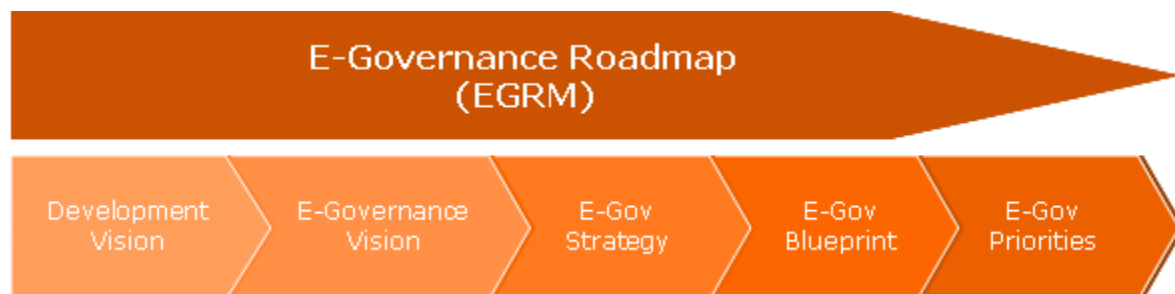 E-Governance Roadmap
(EGRM)
Development
Vision
E-Governance
Vision
E-Gov
Strategy
E-Gov
Blueprint
E-Gov
Priorities